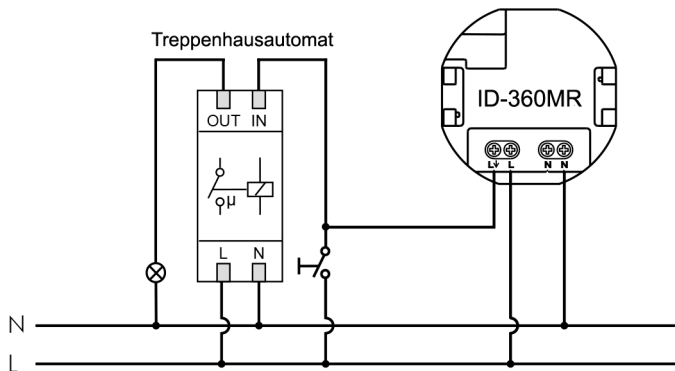 Treppenhausautomat
ID-360MR
OUT IN
L↓ L N N
µ
L N
N
L